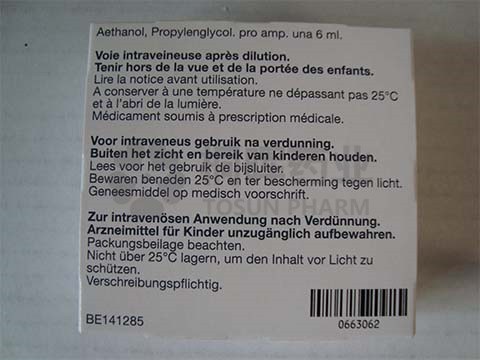 Aethanol, Propylenglycol. pro amp. una 6 ml.
Voie intraveineuse après dilution.
Tenir hors de la vue et de la portée des enfants.
Lire la notice avant utilisation.
A conserver à une température ne dépassant pas 25°C
et à l'abri de la lumière.
Médicament soumis à prescription médicale.
Voor intraveneus gebruik na verdunning.
Buiten het zicht en bereik van kinderen houden.
Lees voor het gebruik de bijsluiter.
Bewaren beneden 25°C en ter bescherming tegen licht.
Geneesmiddel op medisch voorschrift.
TOSUN PHARM
Zur intravenösen Anwendung nach Verdünnung.
Arzneimittel für Kinder unzugänglich aufbewahren.
Packungsbeilage beachten.
Nicht über 25°C lagern, um den Inhalt vor Licht zu
schützen.
Verschreibungspflichtig.
BE141285
0663062